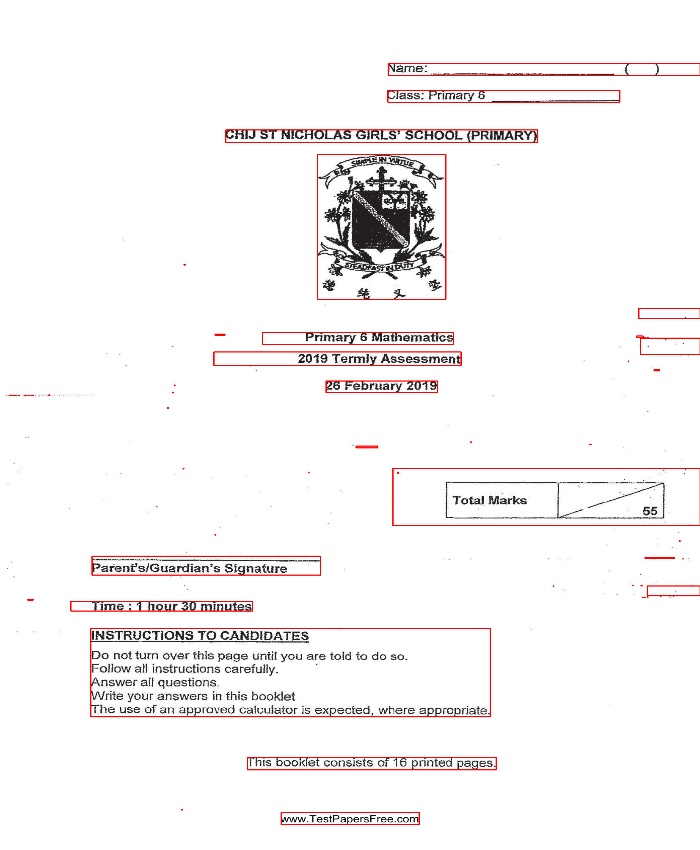 Name: ____________________ (    )
Class: Primary 6 ______________
CHIJ ST NICHOLAS GIRLS' SCHOOL (PRIMARY)
SIMPLE IN VIRTUE
STEADFAST IN DUTY
Primary 6 Mathematics
2019 Termly Assessment
26 February 2019
Total Marks
55
Parent's/Guardian's Signature
Time : 1 hour 30 minutes
INSTRUCTIONS TO CANDIDATES
Do not turn over this page until you are told to do so.
Follow all instructions carefully.
Answer all questions.
Write your answers in this booklet
The use of an approved calculator is expected, where appropriate.
This booklet consists of 16 printed pages.
www.TestPapersFree.com